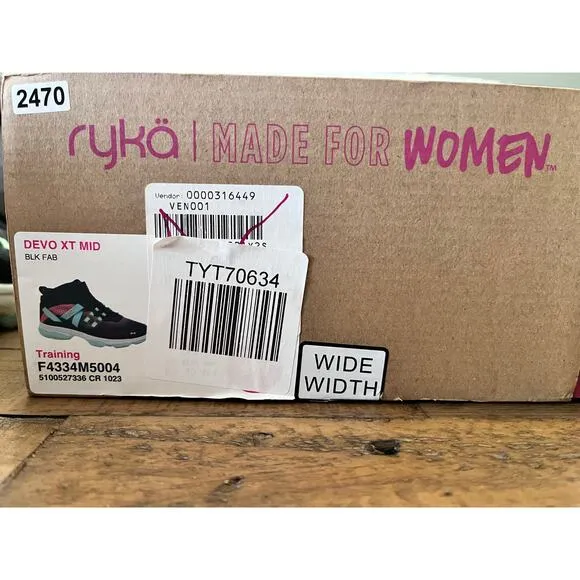 2470
rykä | MADE FOR WOMEN™
Vendor: 0000316449
VEN001
DEVO XT MID
BLK FAB
TYT70634
Training
F4334M5004
5100527336 CR 1023
WIDE
WIDTH